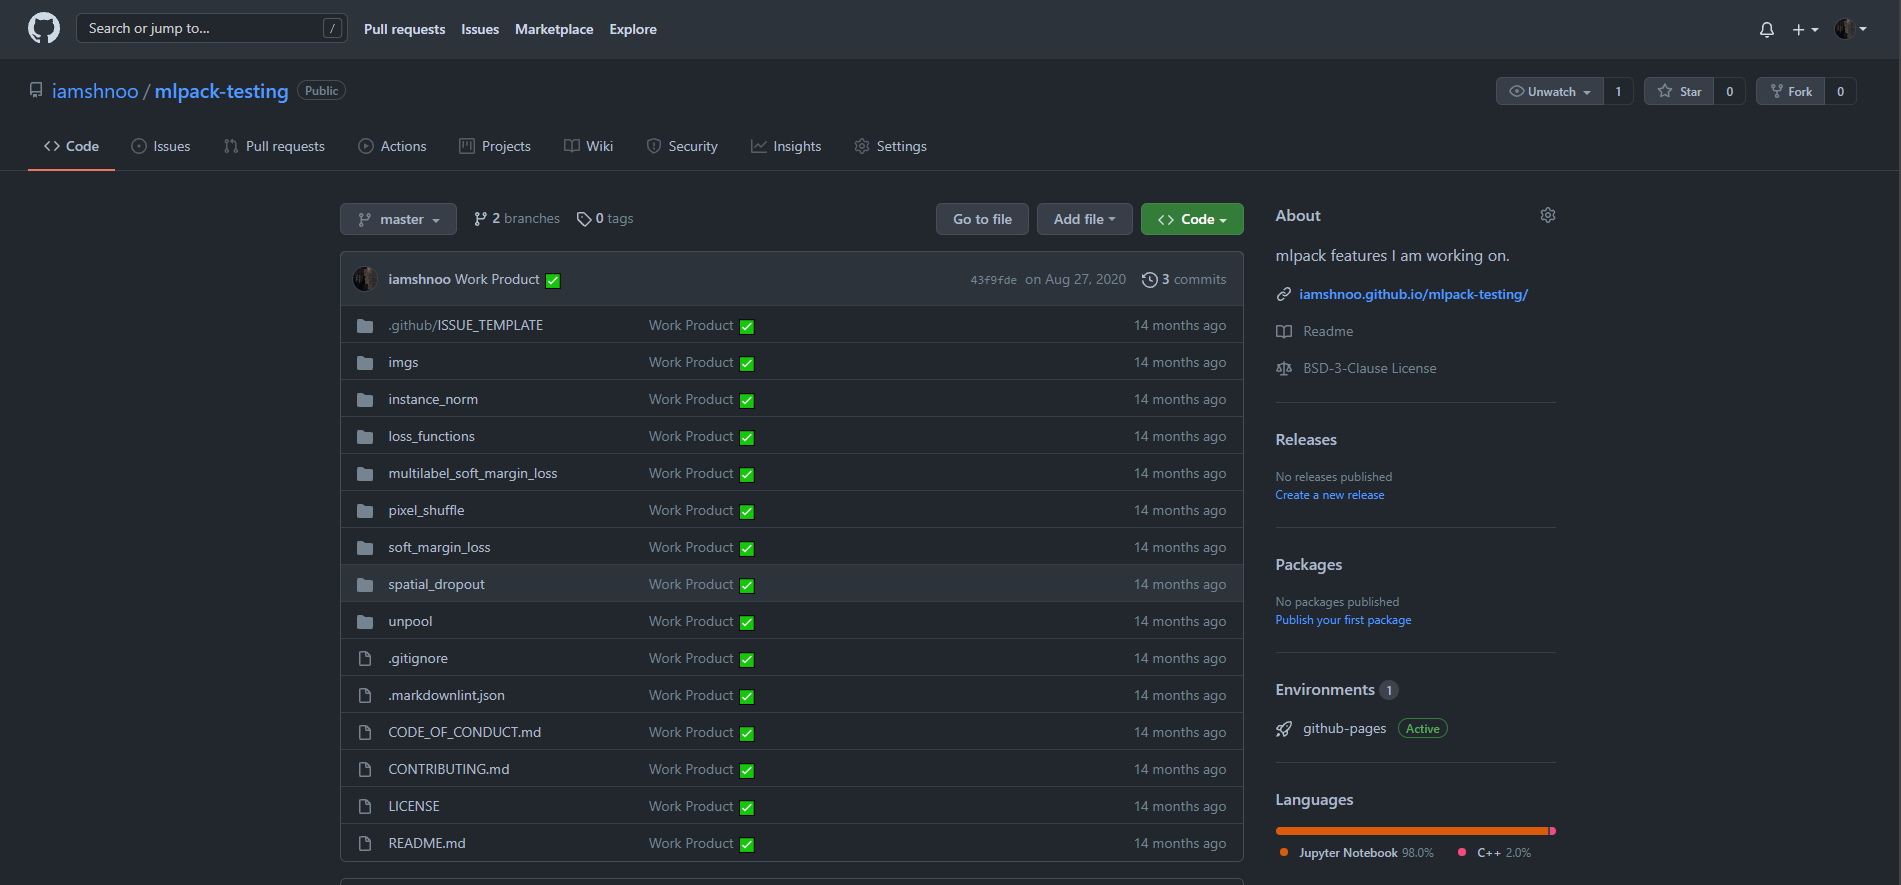 Search or jump to... /
Pull requests Issues Marketplace Explore
iamshnoo / mlpack-testing Public
Unwatch 1 Star 0 Fork 0
Code Issues Pull requests Actions Projects Wiki Security Insights Settings
master 2 branches 0 tags Go to file Add file Code
iamshnoo Work Product ✅ 43f9fde on Aug 27, 2020 3 commits
.github/ISSUE_TEMPLATE Work Product ✅ 14 months ago
imgs Work Product ✅ 14 months ago
instance_norm Work Product ✅ 14 months ago
loss_functions Work Product ✅ 14 months ago
multilabel_soft_margin_loss Work Product ✅ 14 months ago
pixel_shuffle Work Product ✅ 14 months ago
soft_margin_loss Work Product ✅ 14 months ago
spatial_dropout Work Product ✅ 14 months ago
unpool Work Product ✅ 14 months ago
.gitignore Work Product ✅ 14 months ago
.markdownlint.json Work Product ✅ 14 months ago
CODE_OF_CONDUCT.md Work Product ✅ 14 months ago
CONTRIBUTING.md Work Product ✅ 14 months ago
LICENSE Work Product ✅ 14 months ago
README.md Work Product ✅ 14 months ago
About
mlpack features I am working on.
iamshnoo.github.io/mlpack-testing/
Readme
BSD-3-Clause License
Releases
No releases published
Create a new release
Packages
No packages published
Publish your first package
Environments 1
github-pages Active
Languages
Jupyter Notebook 98.0% C++ 2.0%